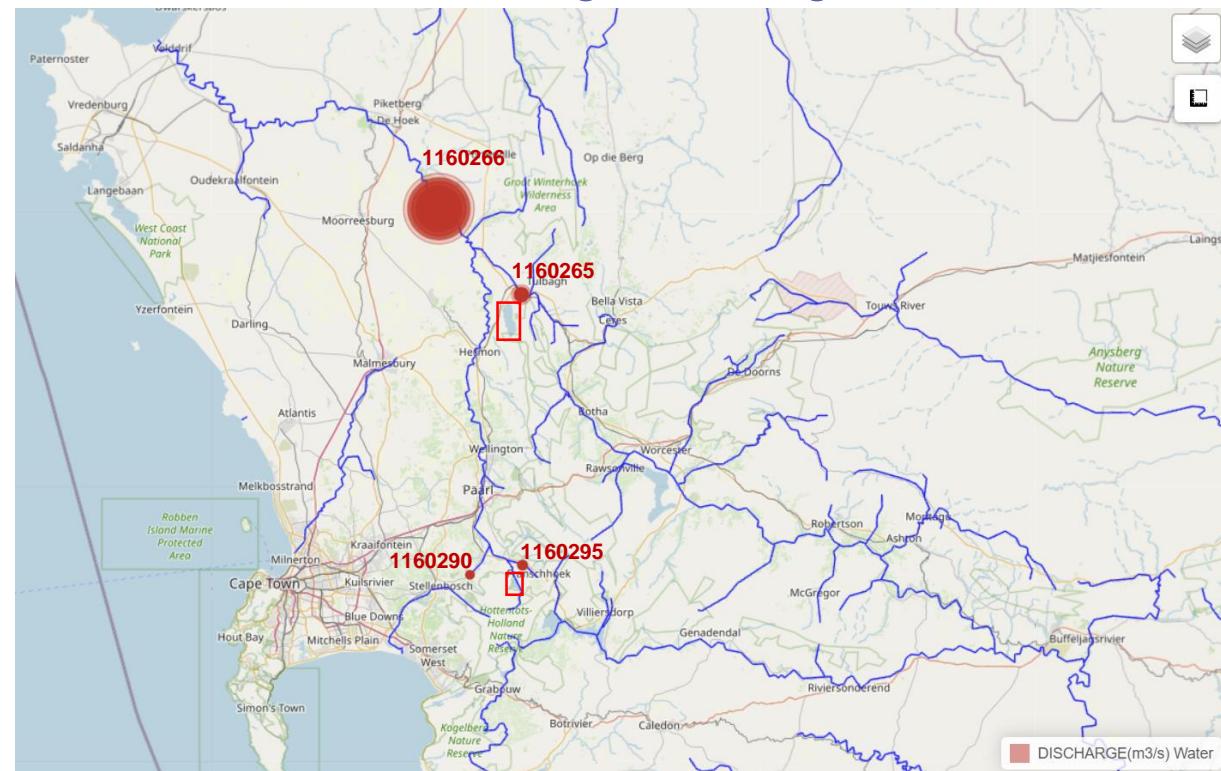 Velddrif
Paternoster
Vredenburg
Piketberg
De Hoek
Saldanha
1160266
Op die Berg
Oudekraalfontein
Langebaan
Groot Winterhoek
Wilderness
Area
Moorreesburg
West Coast
National
Park
Laings
Matjiesfontein
1160265
Tulbagh
Bella Vista
Yzerfontein
Touws River
Darling
Ceres
Hermon
Malmesbury
Anysberg
Nature
Reserve
De Doorns
Atlantis
Botha
Wellington
Worcester
Rawsonville
Melkbosstrand
Paarl
Robben
Island Marine
Protected
Area
Robertson
Montagu
Ashton
Kraaifontein
1160290
1160295
Milnerton
Franschhoek
Cape Town
Kuilsrivier
Stellenbosch
McGregor
Blue Downs
Hottentots-
Holland
Nature
Reserve
Villiersdorp
Hout Bay
Mitchells Plain
Genadendal
Buffeljagsrivier
Somerset
West
Grabouw
Riviersonderend
Simon's Town
Botrivier
Caledon
Kogelberg
Nature
Reserve
DISCHARGE(m3/s) Water